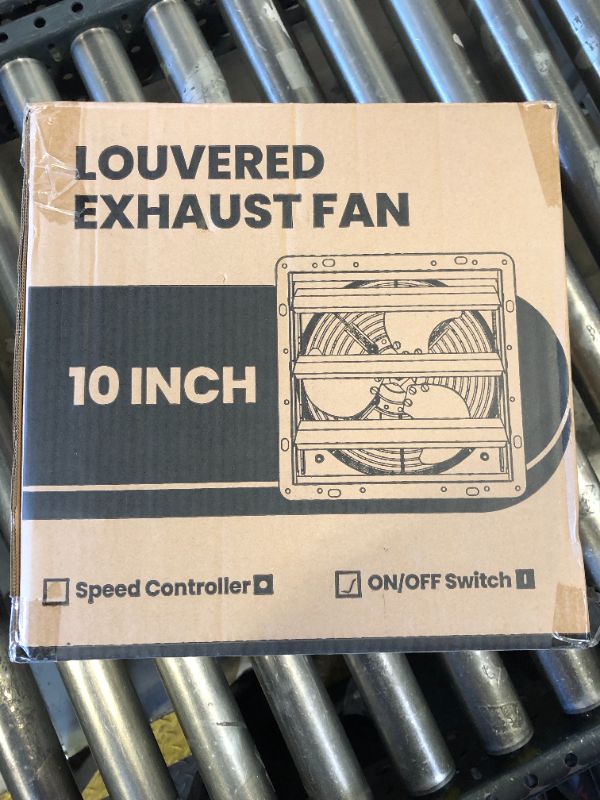 LOUVERED
EXHAUST FAN
10 INCH
Speed Controller
ON/OFF Switch